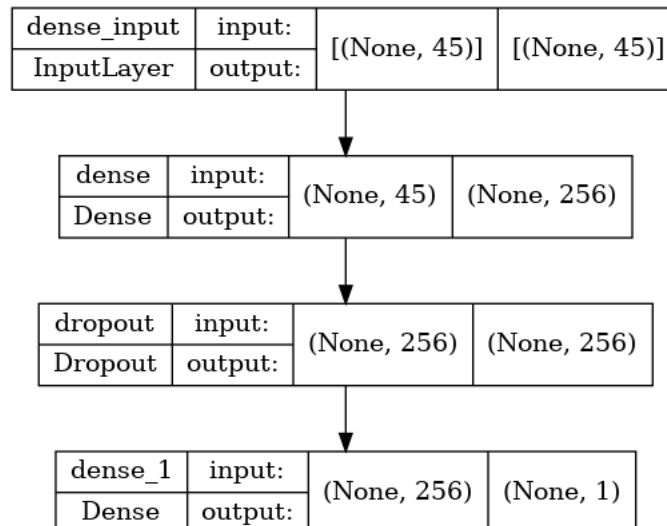 dense_input input: [(None, 45)] [(None, 45)]
InputLayer output:
dense input: (None, 45) (None, 256)
Dense output:
dropout input: (None, 256) (None, 256)
Dropout output:
dense_1 input: (None, 256) (None, 1)
Dense output: